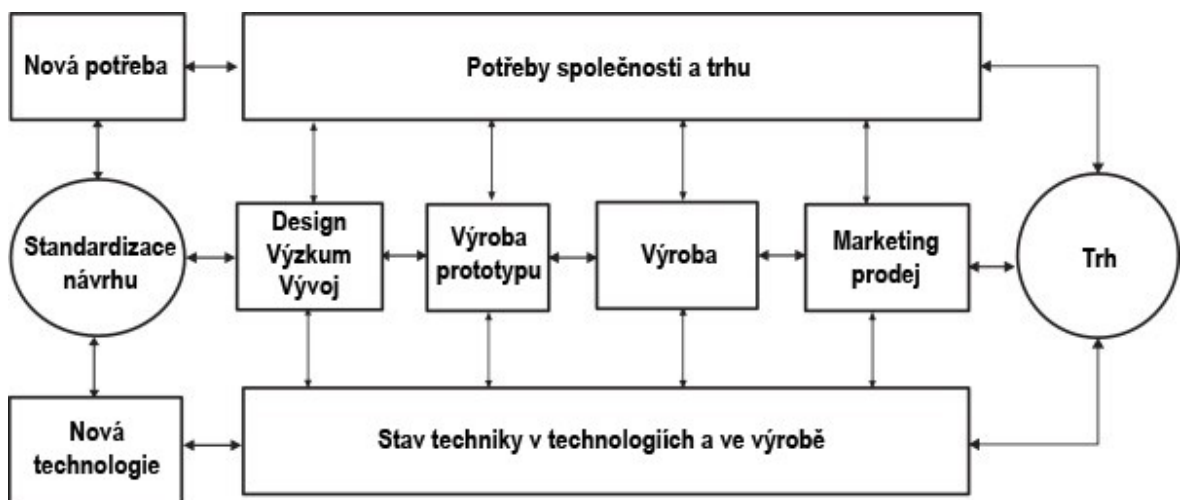 Nová potřeba
Potřeby společnosti a trhu
Standardizace
návrhu
Design
Výzkum
Vývoj
Výroba
prototypu
Výroba
Marketing
prodej
Trh
Nová
technologie
Stav techniky v technologiích a ve výrobě